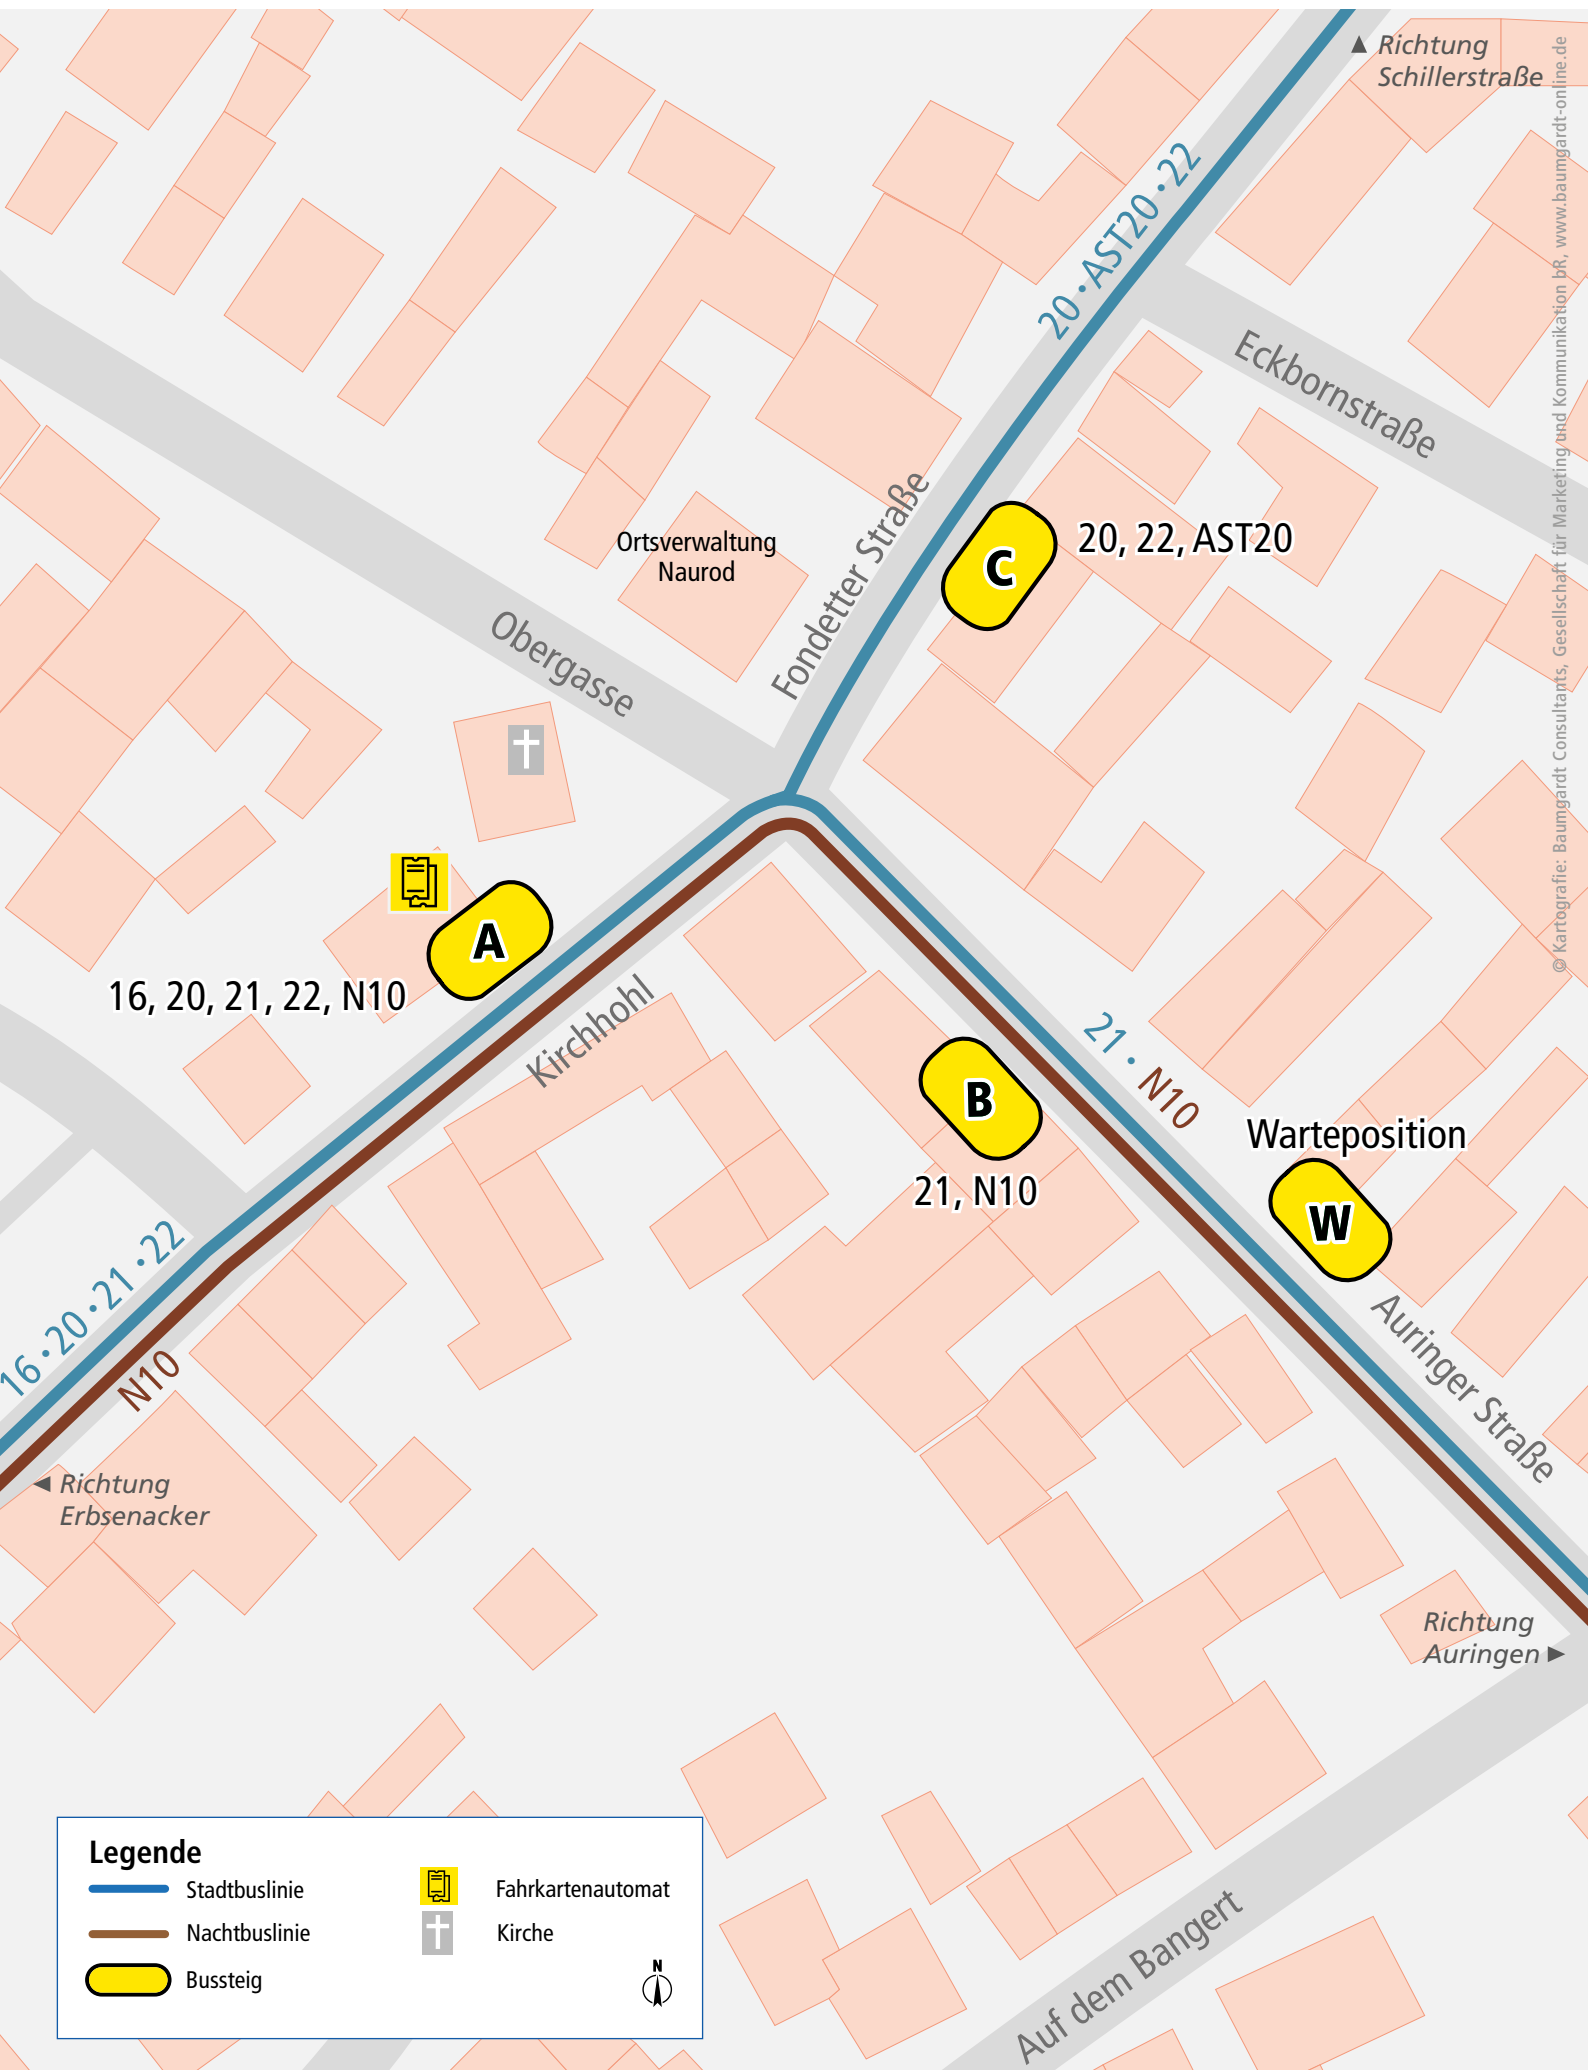 ▲ Richtung
Schillerstraße
20 • AST20 • 22
Eckbornstraße
Fondetter Straße
C
20, 22, AST20
Ortsverwaltung
Naurod
Obergasse
A
16, 20, 21, 22, N10
Kirchhohl
B
21, N10
21 • N10
Warteposition
W
Auringer Straße
16 • 20 • 21 • 22
N10
◄ Richtung
Erbsenacker
Richtung
Auringen ►
Auf dem Bangert
Legende
Stadtbuslinie
Nachtbuslinie
Bussteig
Fahrkartenautomat
Kirche
N
© Kartografie: Baumgardt Consultants, Gesellschaft für Marketing und Kommunikation bR, www.baumgardt-online.de